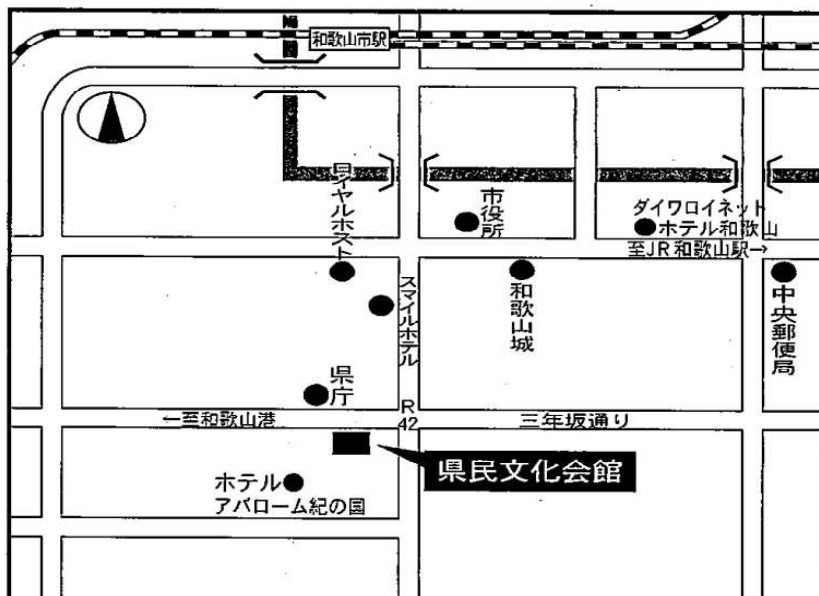 和歌山市駅
ロイヤルホスト
市役所
ダイワロイネット
ホテル和歌山
至JR和歌山駅→
スマイルホテル
和歌山城
中央郵便局
県庁
←至和歌山港
R
42
三年坂通り
県民文化会館
ホテル
アバローム紀の国